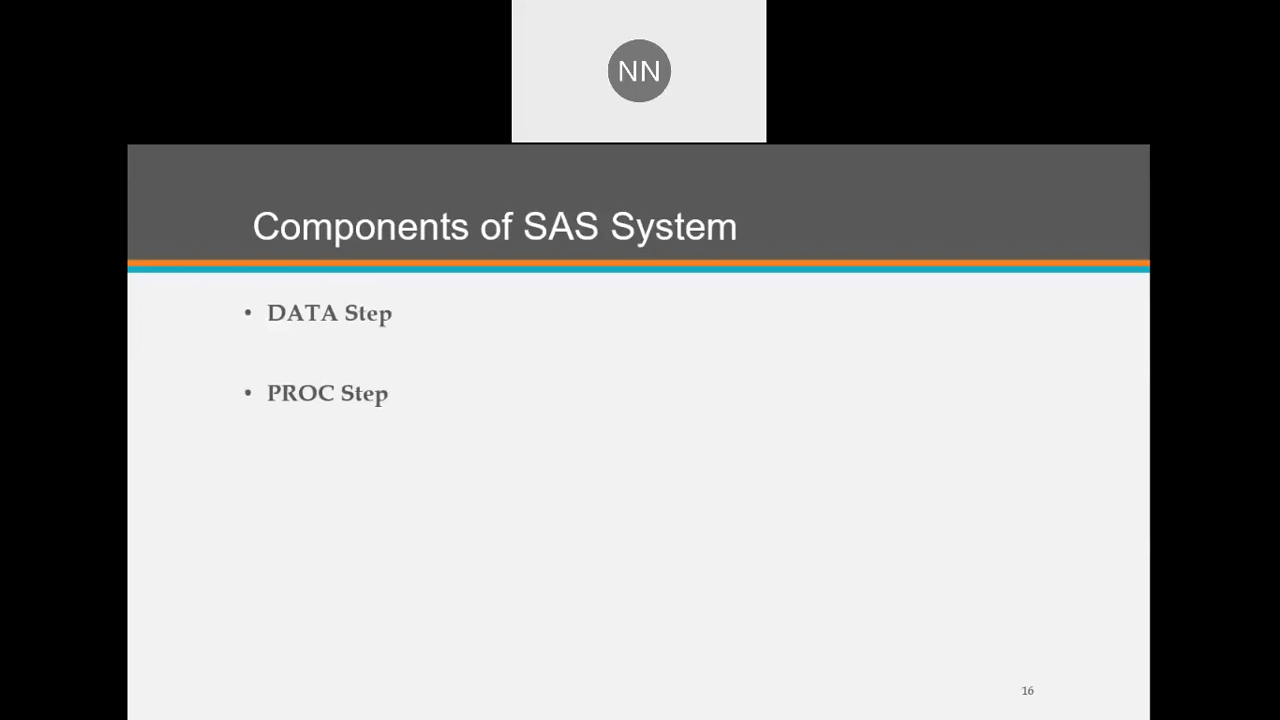 NN
Components of SAS System
• DATA Step
• PROC Step
16